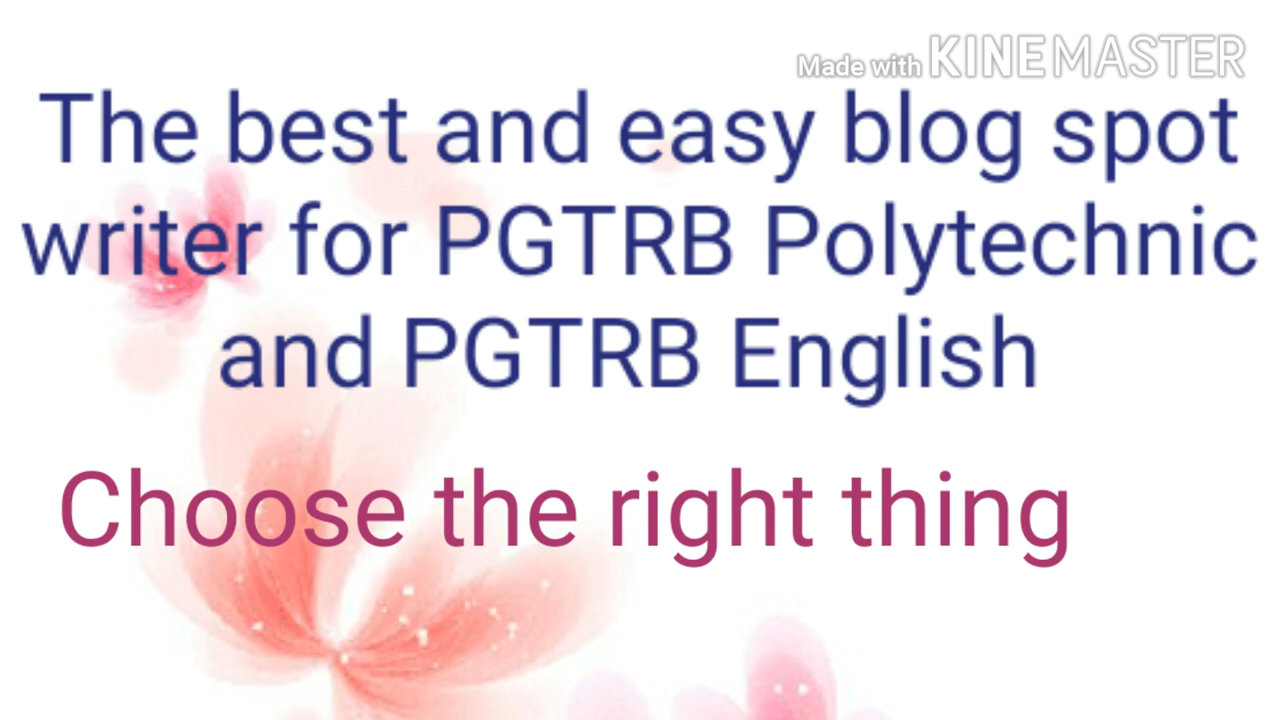 Made with KINEMASTER
The best and easy blog spot
writer for PGTRB Polytechnic
and PGTRB English
Choose the right thing